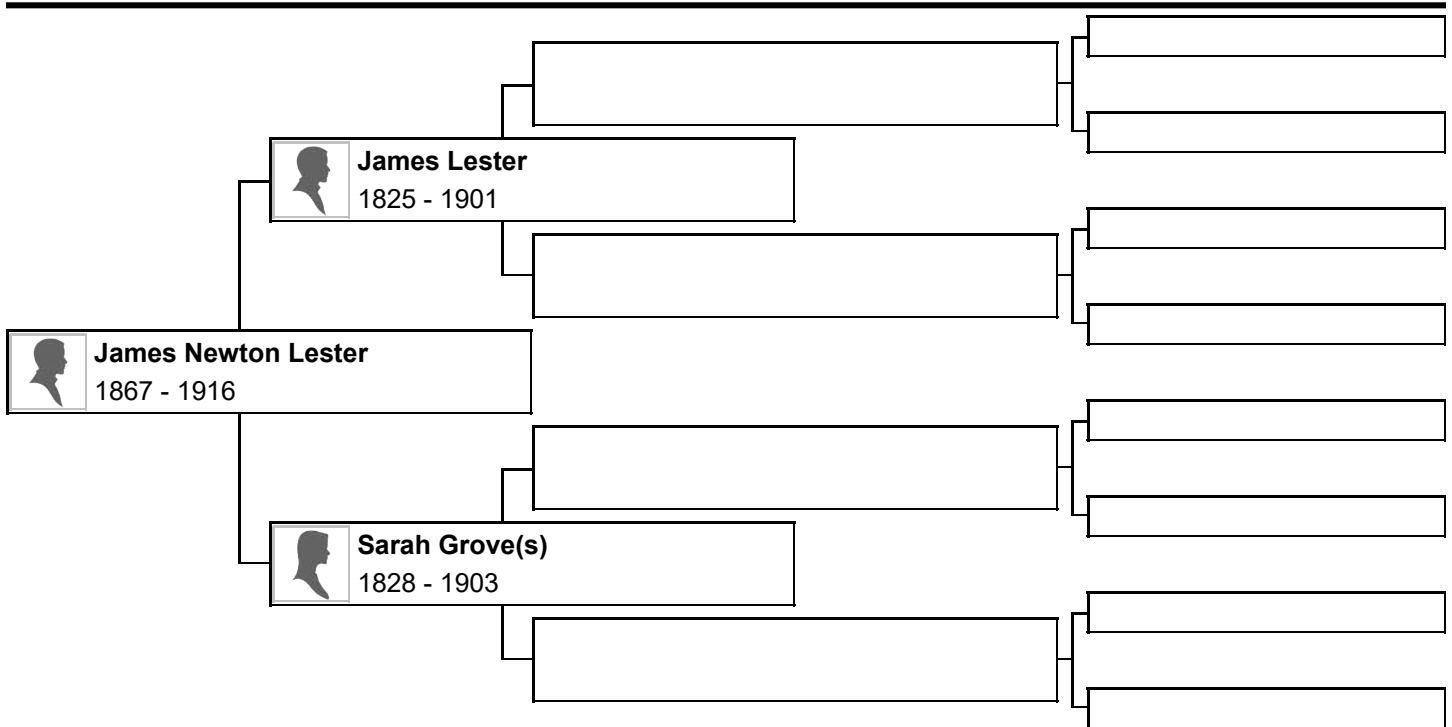 James Lester
1825 - 1901
James Newton Lester
1867 - 1916
Sarah Grove(s)
1828 - 1903